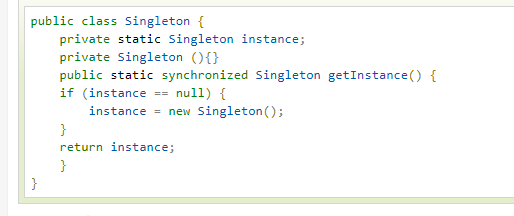 public class Singleton {
    private static Singleton instance;
    private Singleton (){}
    public static synchronized Singleton getInstance() {
    if (instance == null) {
        instance = new Singleton();
    }
    return instance;
    }
}